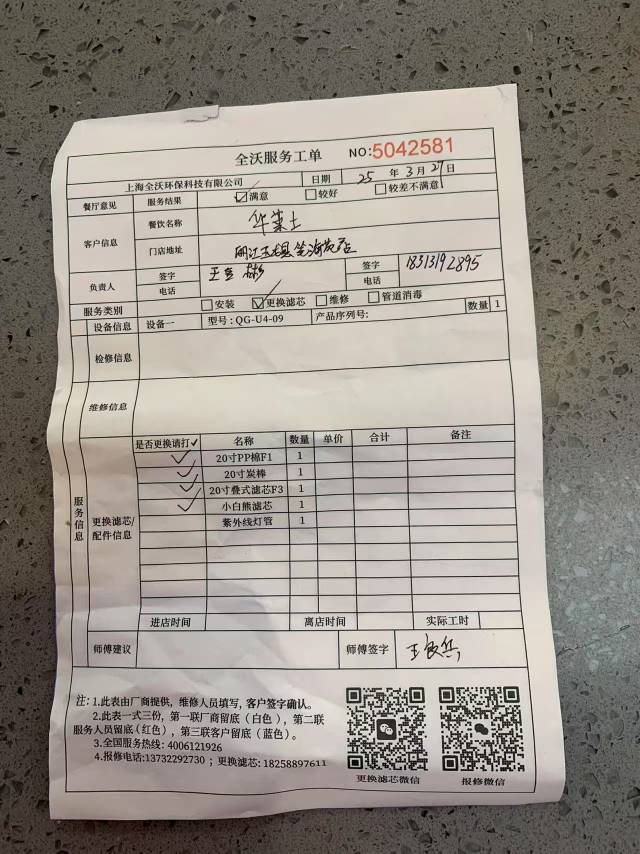 全沃服务工单 NO:5042581
上海全沃环保科技有限公司 日期 25 年 3 月 27 日
餐厅意见 服务结果 ☑满意 □较好 □较差不满意
客户信息 餐饮名称 华莱士
门店地址 丽江玉龙县
负责人 签字 签字
电话 电话 18313192895
服务类别 □安装 ☑更换滤芯 □维修 □管道消毒
设备信息 设备一 型号:QG-U4-09 产品序列号: 数量 1
检修信息
维修信息
服务信息
更换滤芯/配件信息
是否更换请打✓ 名称 数量 单价 合计 备注
✓ 20寸PP棉F1 1
✓ 20寸炭棒 1
✓ 20寸叠式滤芯F3 1
✓ 小白熊滤芯 1
紫外线灯管 1
进店时间 离店时间 实际工时
师傅建议 师傅签字
注: 1.此表由厂商提供, 维修人员填写, 客户签字确认。
2.此表一式三份, 第一联厂商留底 (白色), 第二联
服务人员留底(红色), 第三联客户留底 (蓝色)。
3.全国服务热线: 4006121926
4.报修电话:13732292730 ; 更换滤芯: 18258897611
更换滤芯微信 报修微信